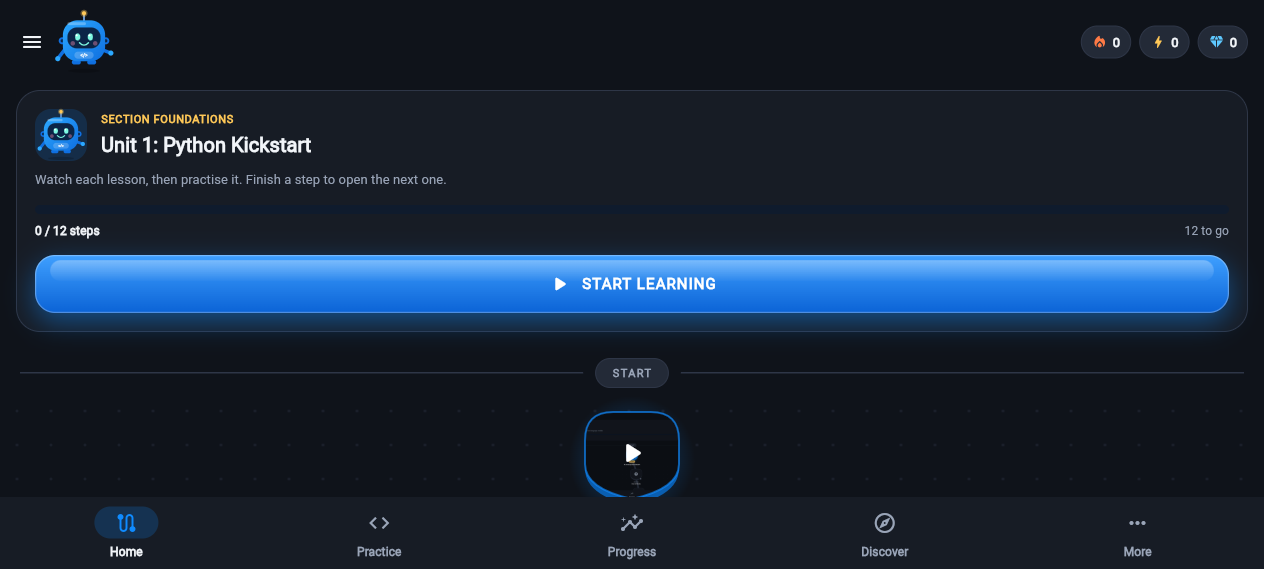 0
0
0
SECTION FOUNDATIONS
Unit 1: Python Kickstart
Watch each lesson, then practise it. Finish a step to open the next one.
0 / 12 steps
12 to go
START LEARNING
START
Home
Practice
Progress
Discover
More